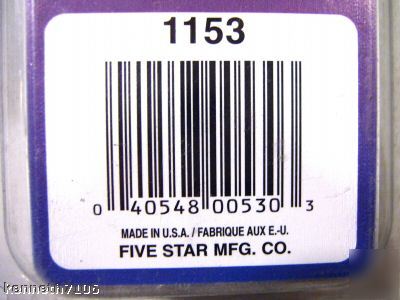 1153
0 40548 00530 3
MADE IN U.S.A. / FABRIQUE AUX E.-U.
FIVE STAR MFG. CO.
kenneth7106